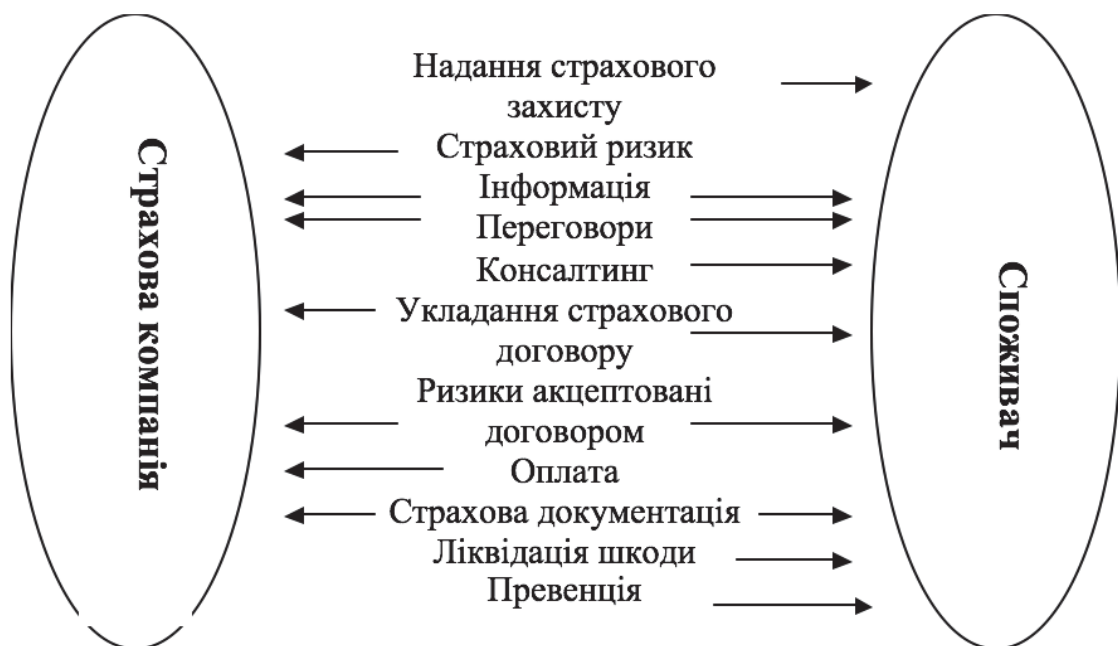 Страхова компанія
Надання страхового
захисту
Страховий ризик
Інформація
Переговори
Консалтинг
Укладання страхового
договору
Ризики акцептовані
договором
Оплата
Страхова документація
Ліквідація шкоди
Превенція
Споживач